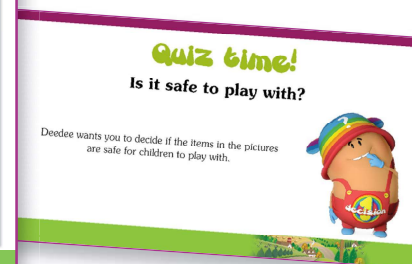 Quiz time!
Is it safe to play with?
Deedee wants you to decide if the items in the pictures
are safe for children to play with.
?
1
decision